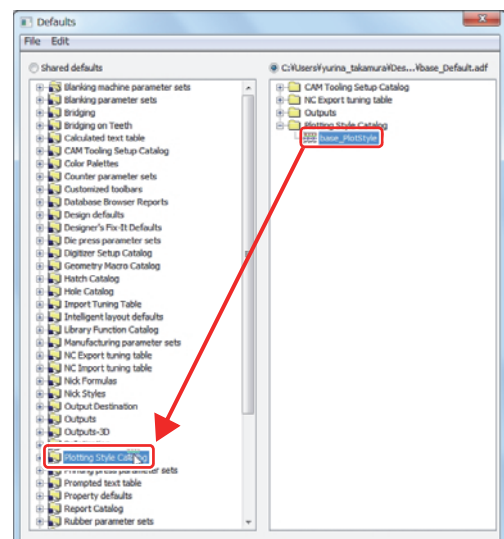 Defaults
File Edit
Shared defaults
Blanking machine parameter sets
Blanking parameter sets
Bridging
Bridging on Teeth
Calculated text table
CAM Tooling Setup Catalog
Color Palettes
Counter parameter sets
Customized toolbars
Database Browser Reports
Design defaults
Designer's Fix-It Defaults
Die press parameter sets
Digitizer Setup Catalog
Geometry Macro Catalog
Hatch Catalog
Hole Catalog
Import Tuning Table
Intelligent layout defaults
Library Function Catalog
Manufacturing parameter sets
NC Export tuning table
NC Import tuning table
Nick Formulas
Nick Styles
Output Destination
Outputs
Outputs-3D
Plotting Style Catalog
Printing press parameter sets
Prompted text table
Property defaults
Report Catalog
Rubber parameter sets
C:¥Users¥yurina_takamura¥Des...¥base_Default.adf
CAM Tooling Setup Catalog
NC Export tuning table
Outputs
Plotting Style Catalog
base_PlotStyle